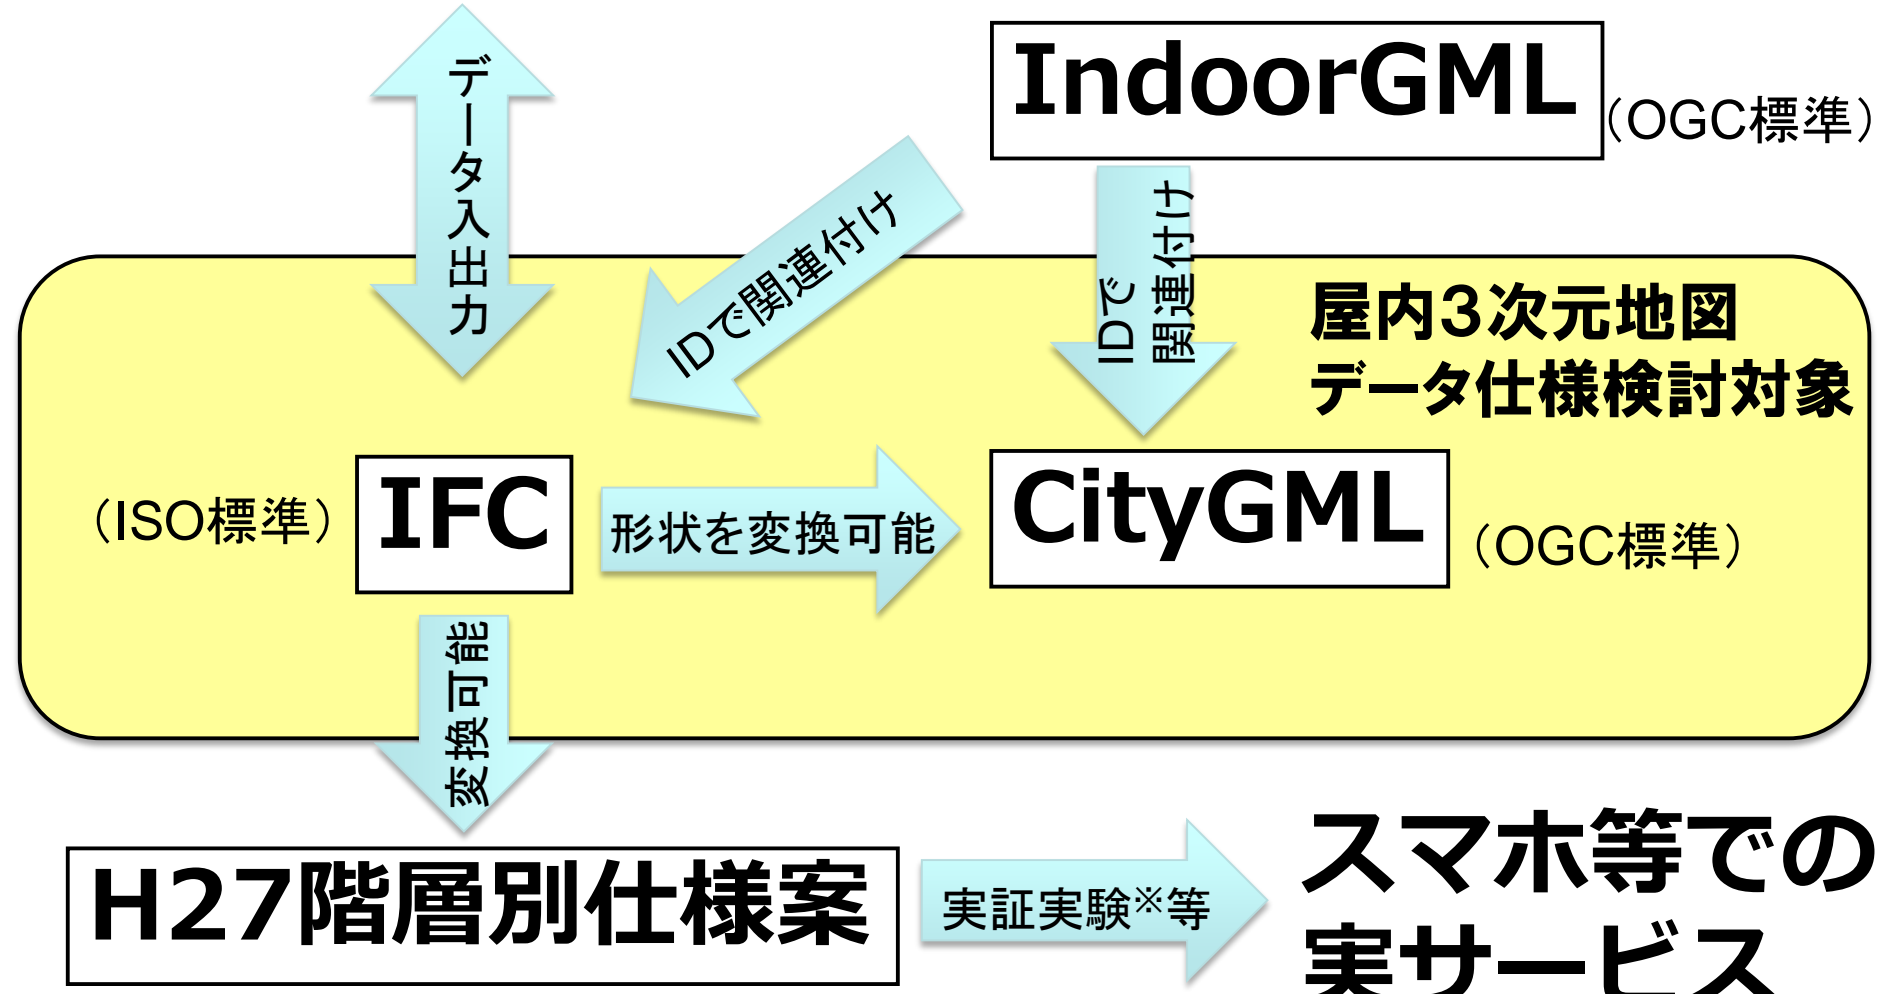 データ入出力
IndoorGML
（OGC標準）
IDで関連付け
IDで
関連付け
屋内３次元地図
データ仕様検討対象
（ISO標準）
IFC
形状を変換可能
CityGML
（OGC標準）
変換可能
H27階層別仕様案
実証実験※等
スマホ等での
実サービス